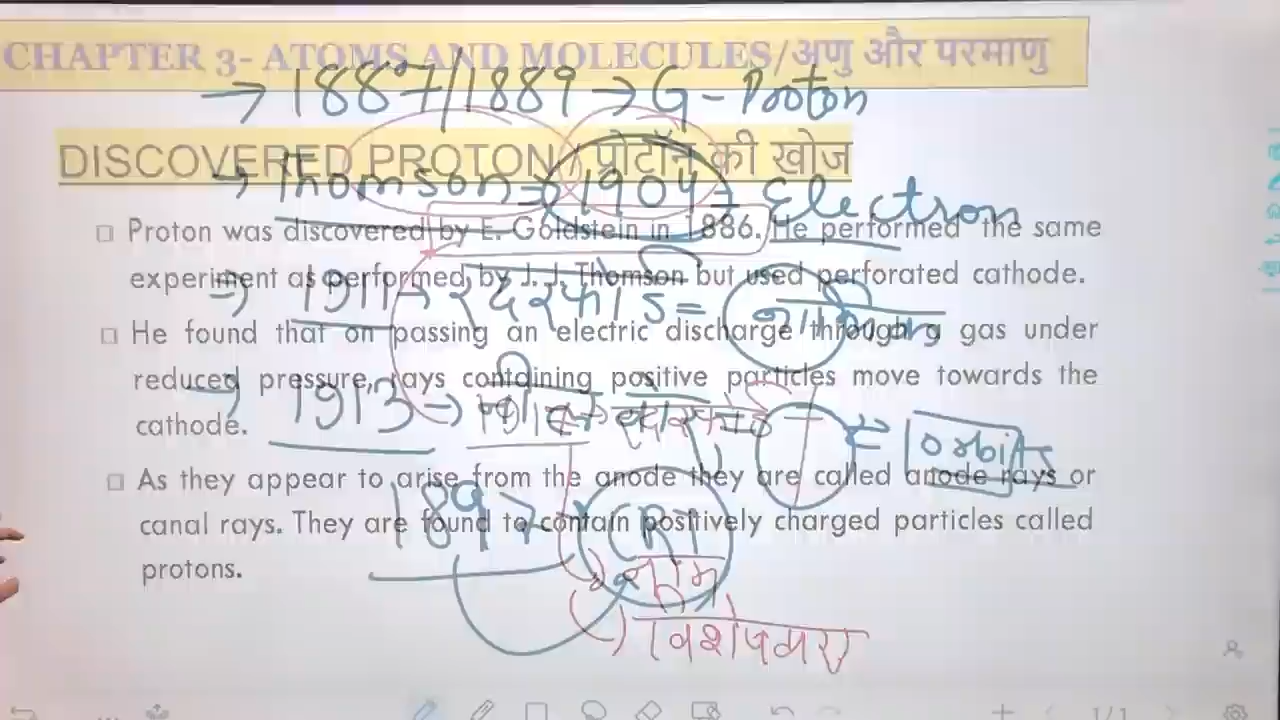 CHAPTER 3- ATOMS AND MOLECULES/अणु और परमाणु
→ 1887/1889 → G - Proton
DISCOVERED PROTON / प्रोटॉन की खोज
→ Thomson → 1904 → Electron
Proton was discovered by E. Goldstein in 1886. He performed the same
experiment as performed by J. J. Thomson but used perforated cathode.
→ 1911 → रदरफोर्ड =
He found that on passing an electric discharge through a gas under
reduced pressure, rays containing positive particles move towards the
→ 1913 →
cathode.
= orbits
As they appear to arise from the anode they are called anode rays or
1897 → CRT
canal rays. They are found to contain positively charged particles called
protons.
1/1